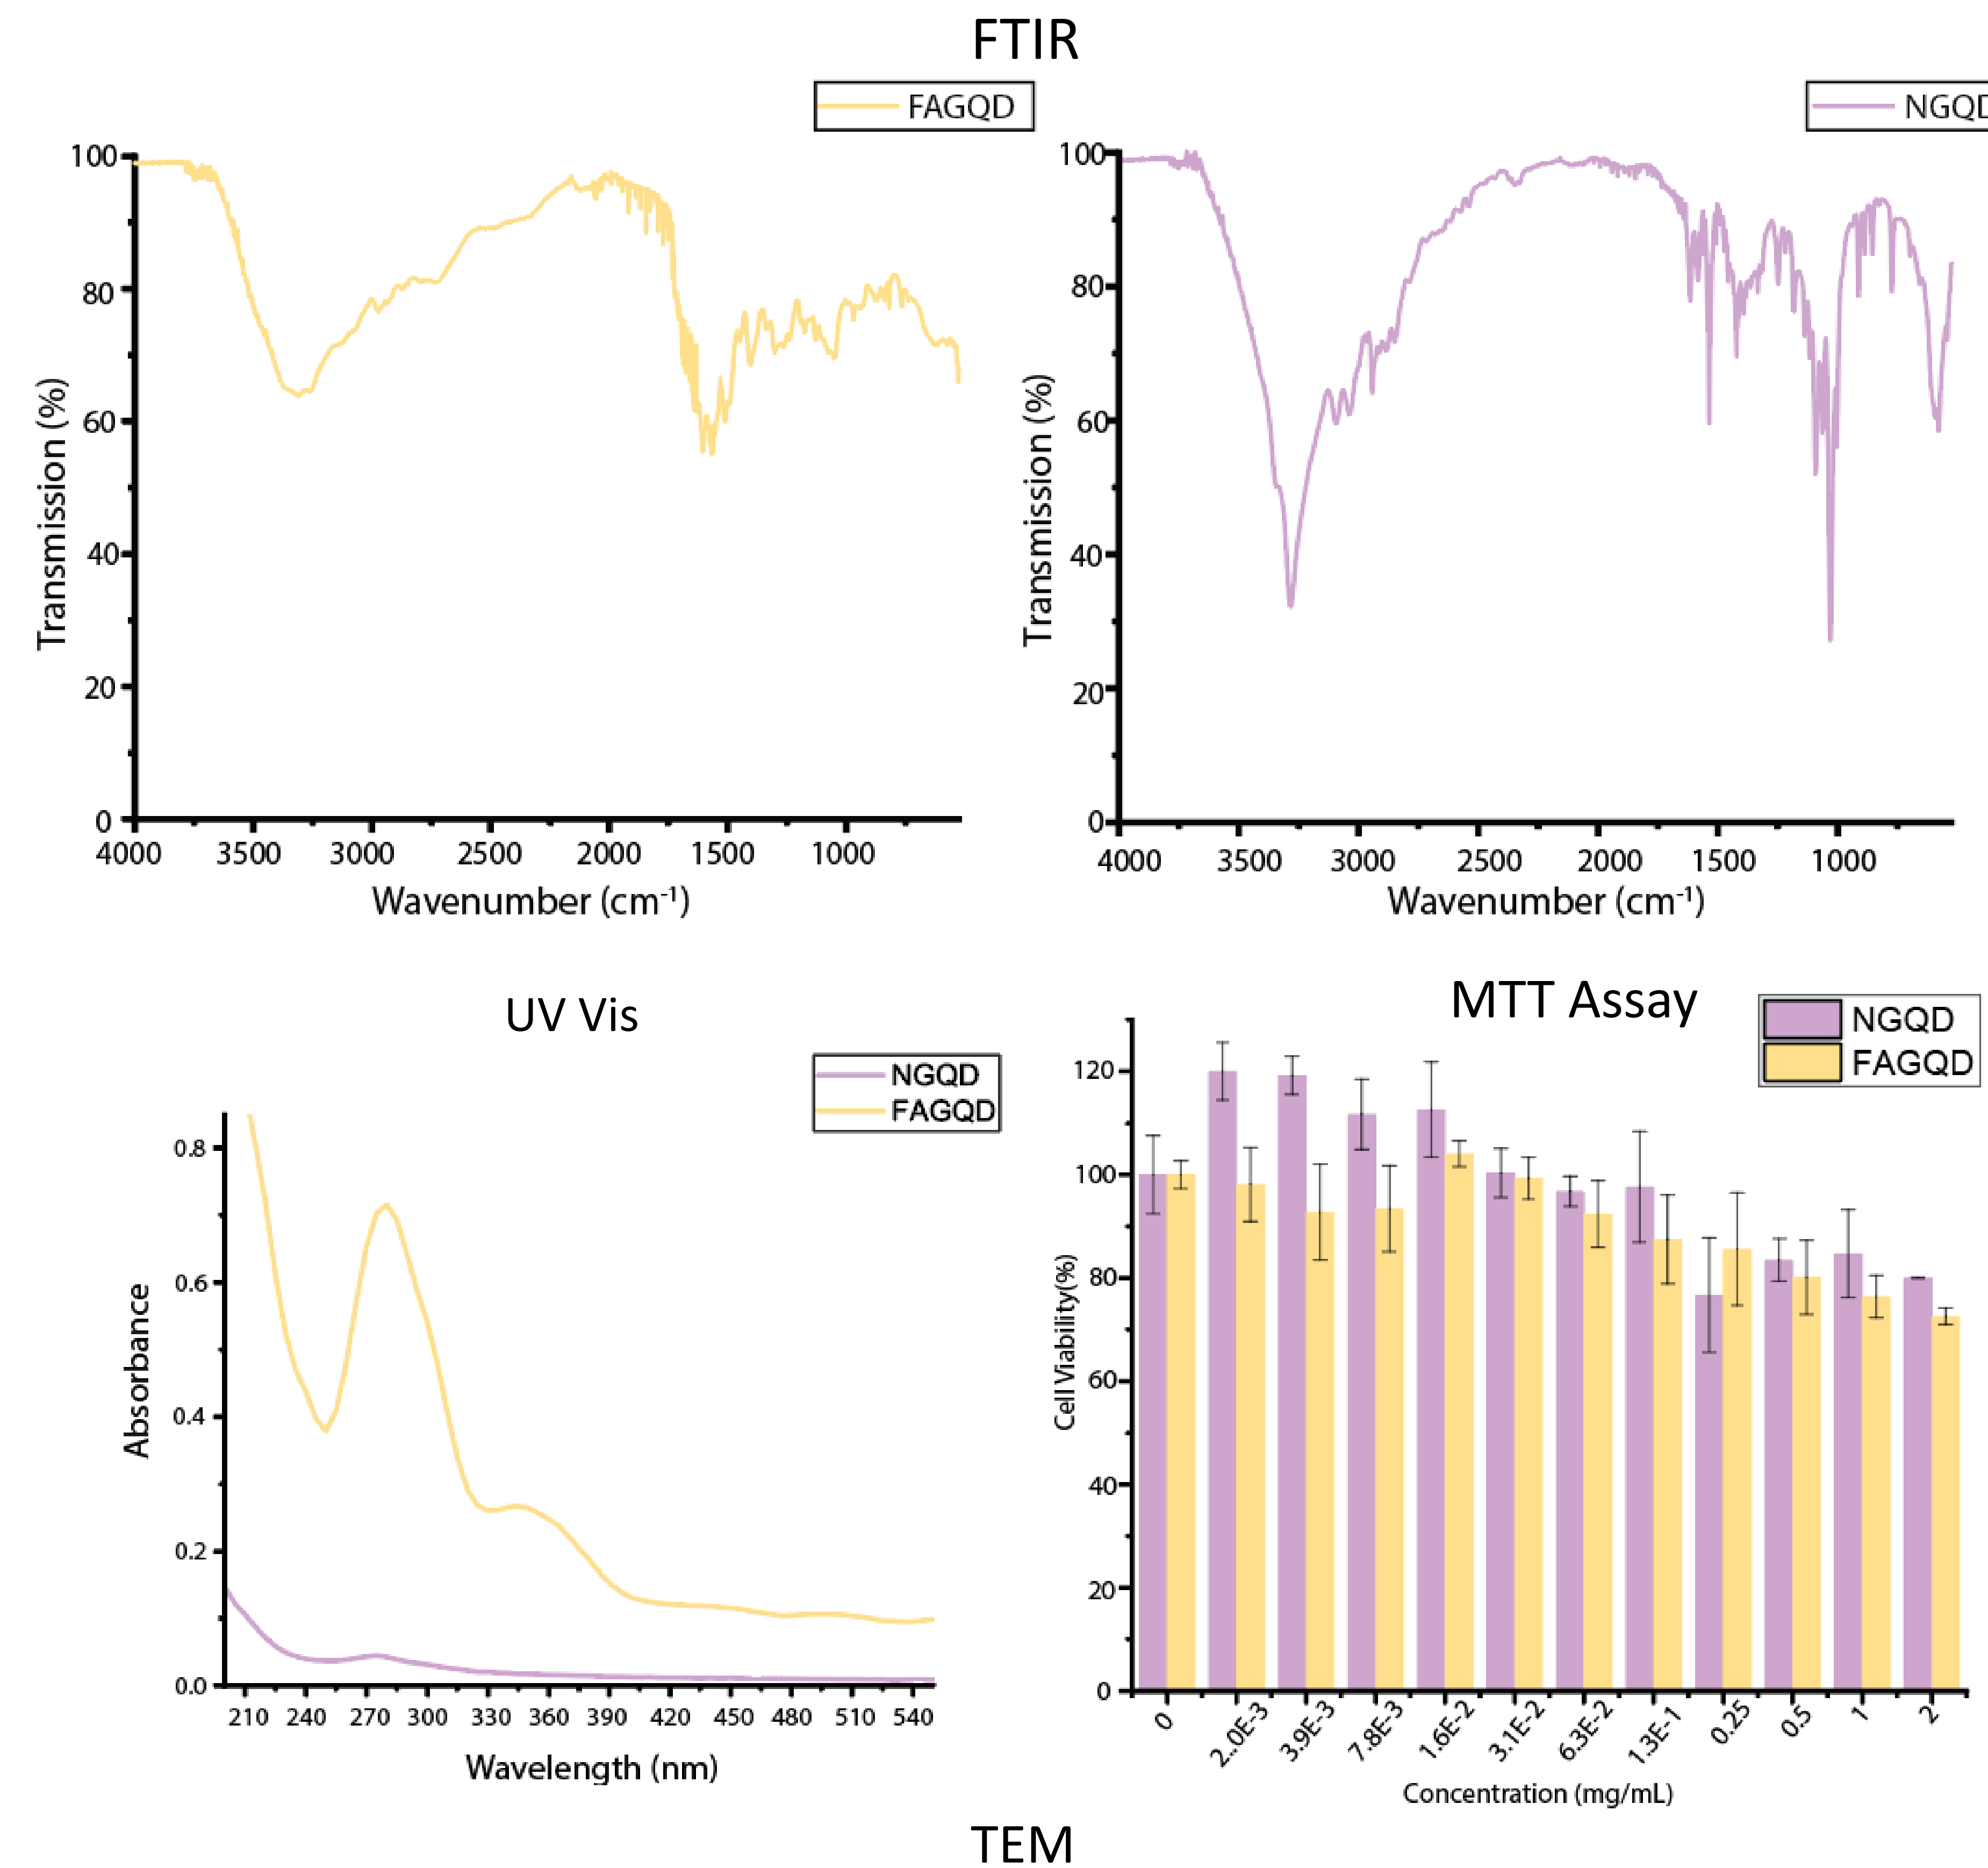 FTIR
FAGQD
100
80
60
40
20
0
4000 3500 3000 2500 2000 1500 1000
Transmission (%)
Wavenumber (cm⁻¹)
NGQD
100
80
60
40
20
0
4000 3500 3000 2500 2000 1500 1000
Transmission (%)
Wavenumber (cm⁻¹)
UV Vis
NGQD
FAGQD
0.8
0.6
0.4
0.2
0.0
210 240 270 300 330 360 390 420 450 480 510 540
Absorbance
Wavelength (nm)
MTT Assay
NGQD
FAGQD
120
100
80
60
40
20
0
0 2..0E-3 3.9E-3 7.8E-3 1.6E-2 3.1E-2 6.3E-2 1.3E-1 0.25 0.5 1 2
Cell Viability(%)
Concentration (mg/mL)
TEM